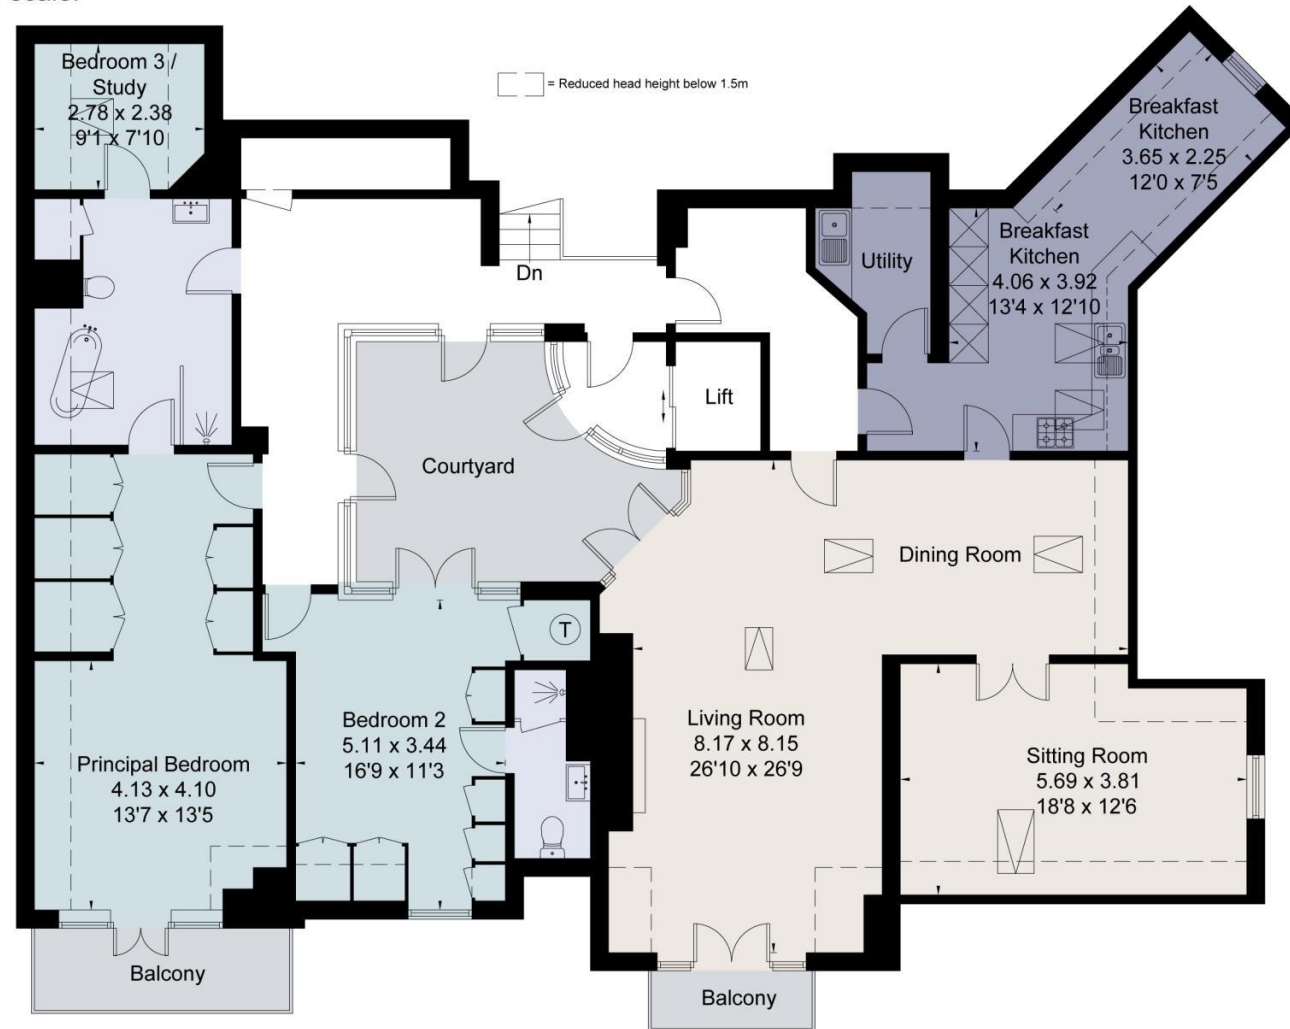 Bedroom 3 /
Study
2.78 x 2.38
9'1 x 7'10
= Reduced head height below 1.5m
Breakfast
Kitchen
3.65 x 2.25
12'0 x 7'5
Breakfast
Kitchen
4.06 x 3.92
13'4 x 12'10
Utility
Dn
Lift
Courtyard
Dining Room
T
Living Room
8.17 x 8.15
26'10 x 26'9
Bedroom 2
5.11 x 3.44
16'9 x 11'3
Principal Bedroom
4.13 x 4.10
13'7 x 13'5
Sitting Room
5.69 x 3.81
18'8 x 12'6
Balcony
Balcony